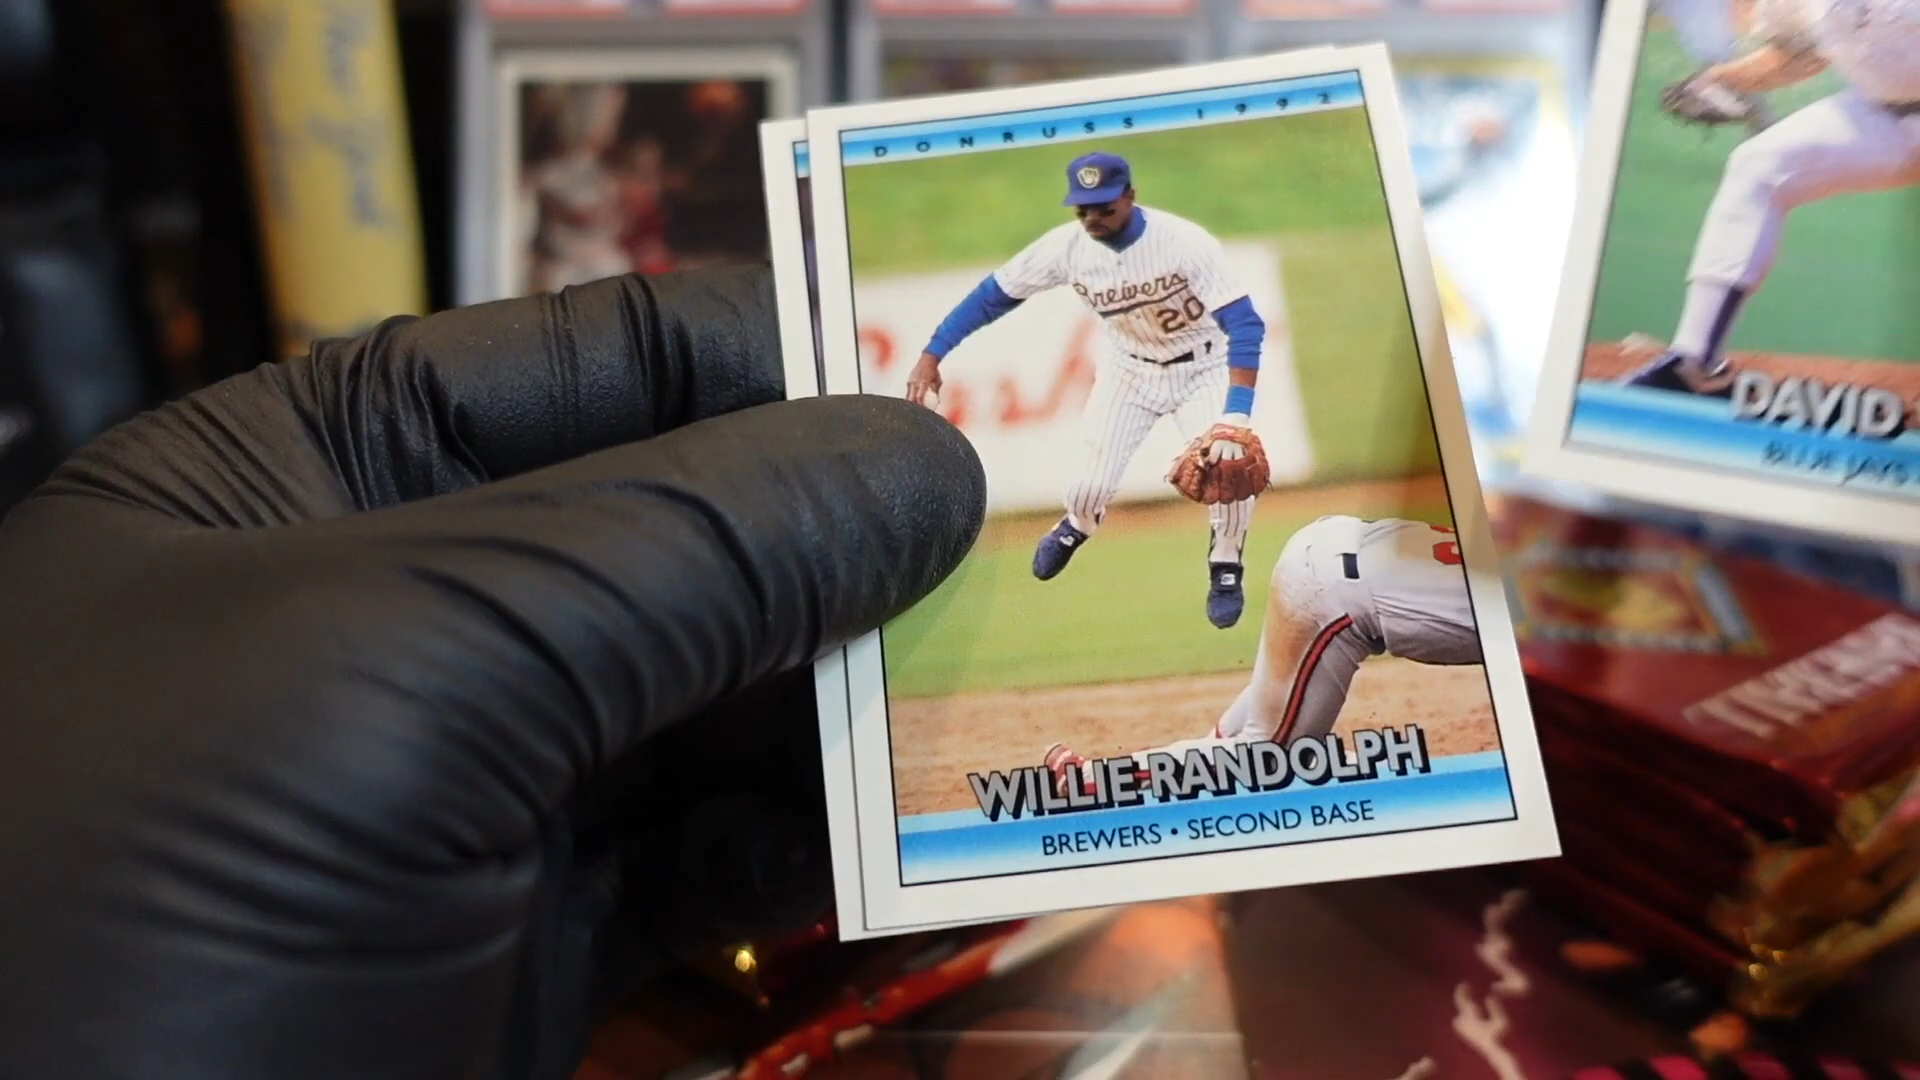 DONRUSS 1992
Brewers
20
WILLIE RANDOLPH
BREWERS • SECOND BASE
DAVID
BLUE JAYS